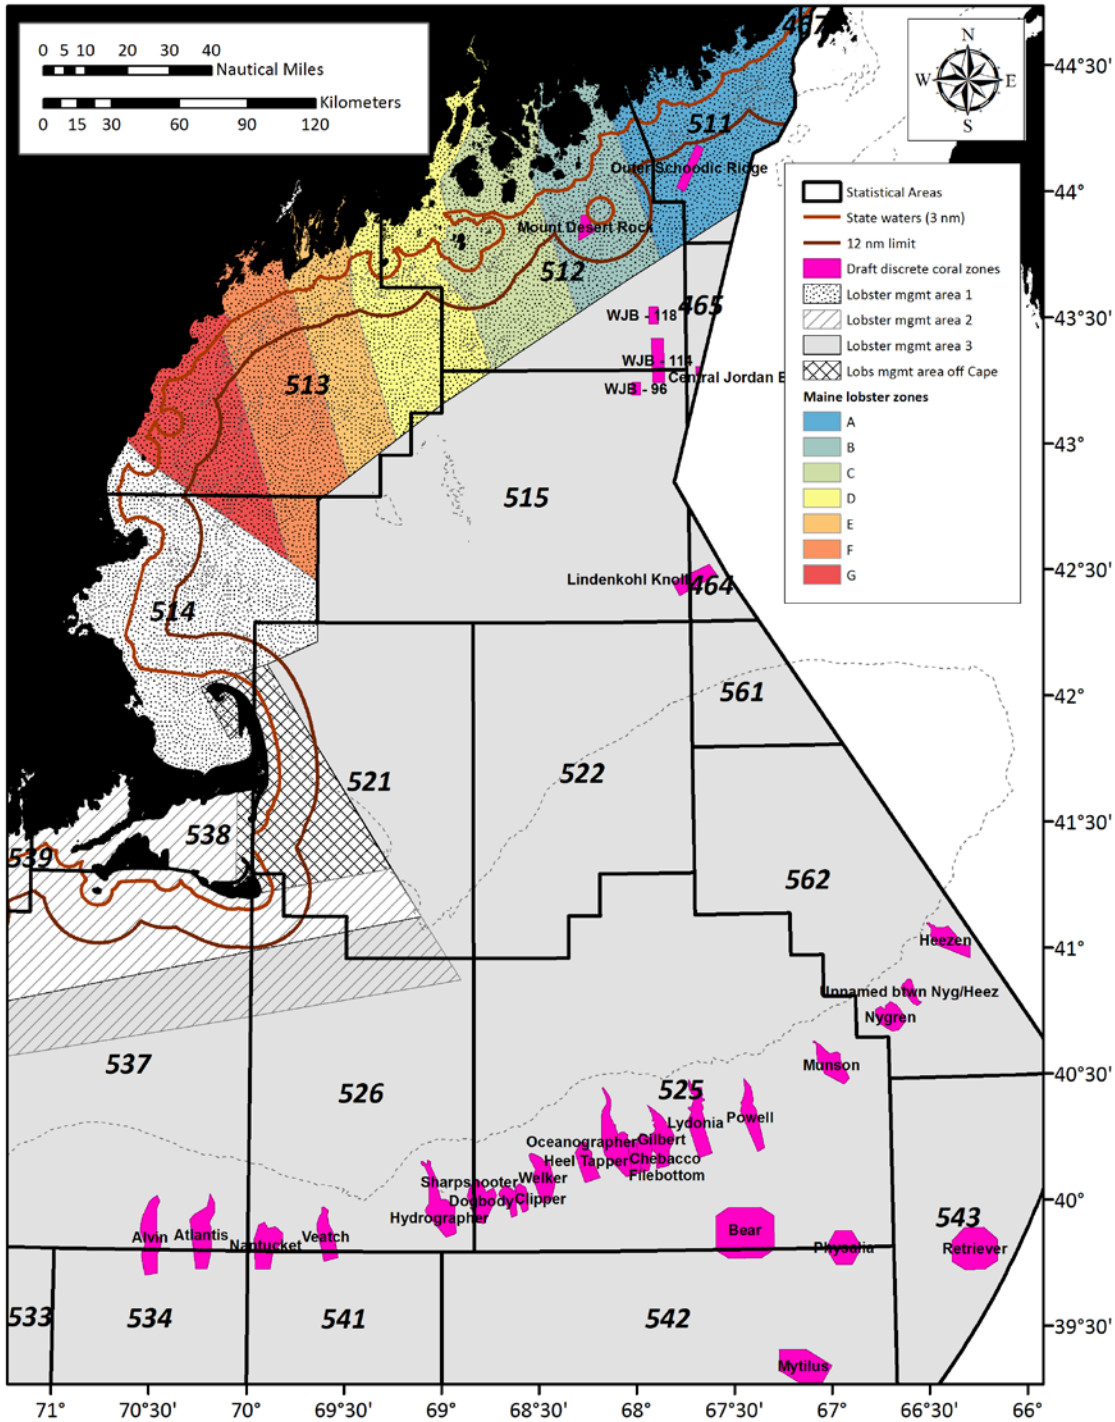 0 5 10 20 30 40
Nautical Miles
Kilometers
0 15 30 60 90 120
N
W E
S
467
44°30'
511
Outer Schoodic Ridge
44°
Statistical Areas
State waters (3 nm)
12 nm limit
Draft discrete coral zones
Lobster mgmt area 1
Lobster mgmt area 2
Lobster mgmt area 3
Lobs mgmt area off Cape
Maine lobster zones
A
B
C
D
E
F
G
Mount Desert Rock
512
465
43°30'
WJB - 118
WJB - 114
513
Central Jordan B
WJB - 96
43°
515
42°30'
Lindenkohl Knoll
464
514
42°
561
521
522
41°30'
538
539
562
41°
Heezen
Unnamed btwn Nyg/Heez
Nygren
537
526
525
Munson
40°30'
Lydonia
Powell
Oceanographer
Gilbert
Heel Tapper
Chebacco
Filebottom
Sharpshooter
Welker
Dogbody
Clipper
40°
Hydrographer
Alvin
Atlantis
Nantucket
Veatch
Bear
Physalia
543
Retriever
533
534
541
542
39°30'
Mytilus
71° 70°30' 70° 69°30' 69° 68°30' 68° 67°30' 67° 66°30' 66°